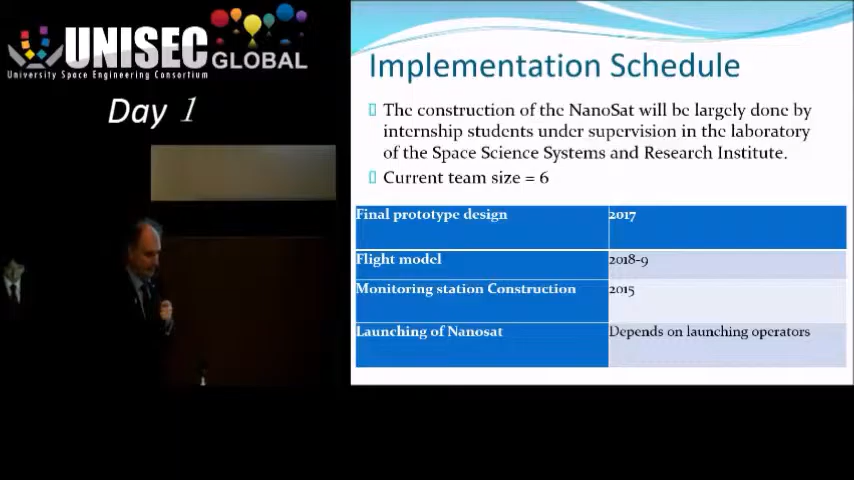 UNISEC
GLOBAL
University Space Engineering Consortium
Day 1
Implementation Schedule
The construction of the NanoSat will be largely done by
internship students under supervision in the laboratory
of the Space Science Systems and Research Institute.
Current team size = 6
Final prototype design 2017
Flight model 2018-9
Monitoring station Construction 2015
Launching of Nanosat Depends on launching operators